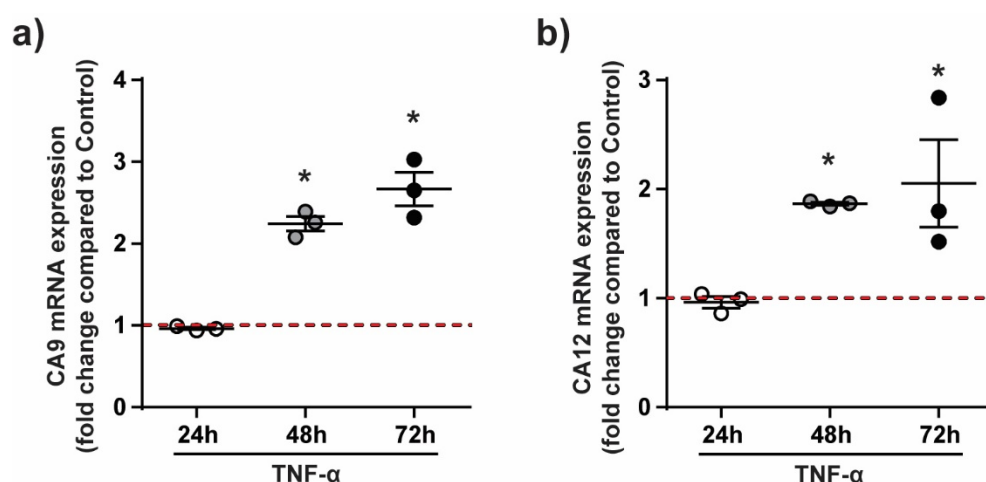 a)
CA9 mRNA expression
(fold change compared to Control)
4
3
2
1
0
*
*
24h 48h 72h
TNF-α
b)
CA12 mRNA expression
(fold change compared to Control)
3
2
1
0
*
*
24h 48h 72h
TNF-α